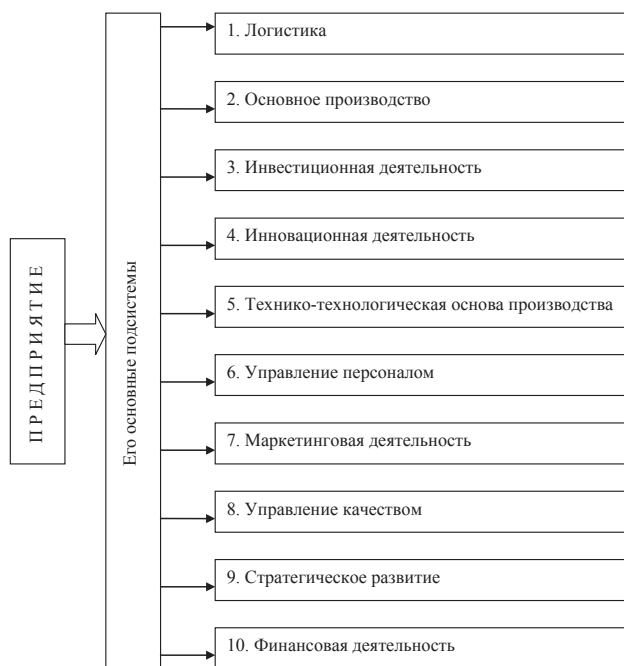 ПРЕДПРИЯТИЕ
Его основные подсистемы
1. Логистика
2. Основное производство
3. Инвестиционная деятельность
4. Инновационная деятельность
5. Технико-технологическая основа производства
6. Управление персоналом
7. Маркетинговая деятельность
8. Управление качеством
9. Стратегическое развитие
10. Финансовая деятельность